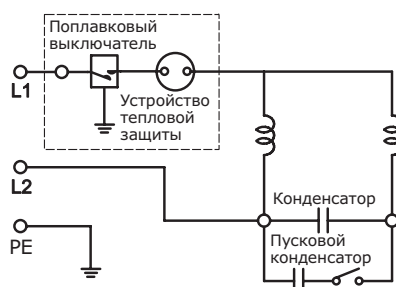 Поплавковый
выключатель
L1
Устройство
тепловой
защиты
L2
Конденсатор
Пусковой
конденсатор
PE